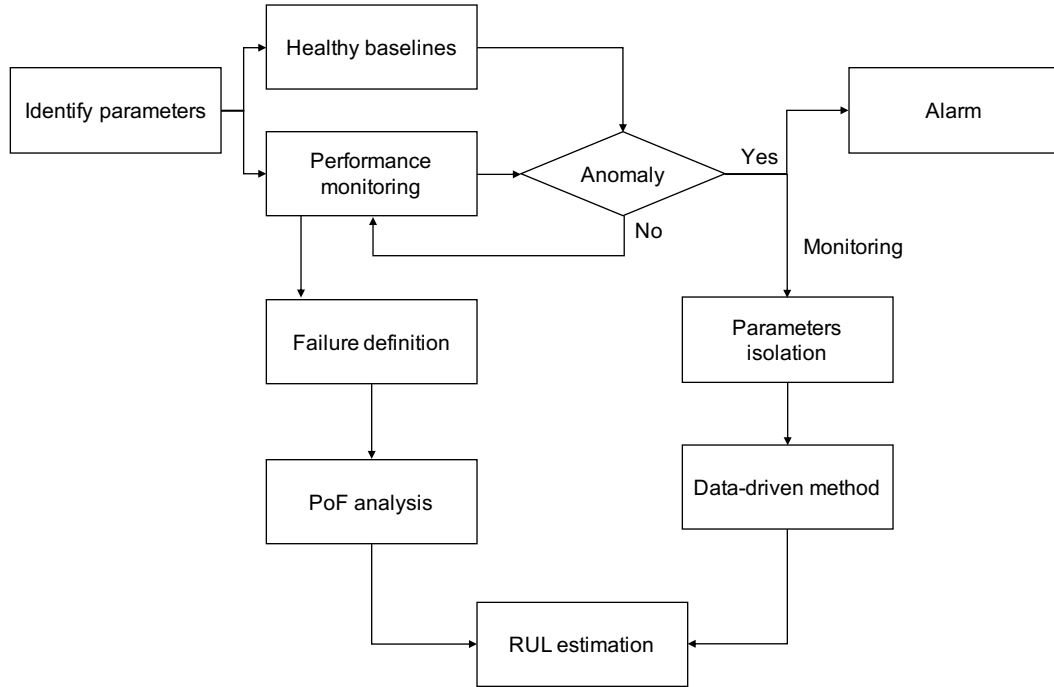 Healthy baselines
Identify parameters
Alarm
Performance
monitoring
Anomaly
Yes
No
Monitoring
Failure definition
Parameters
isolation
PoF analysis
Data-driven method
RUL estimation